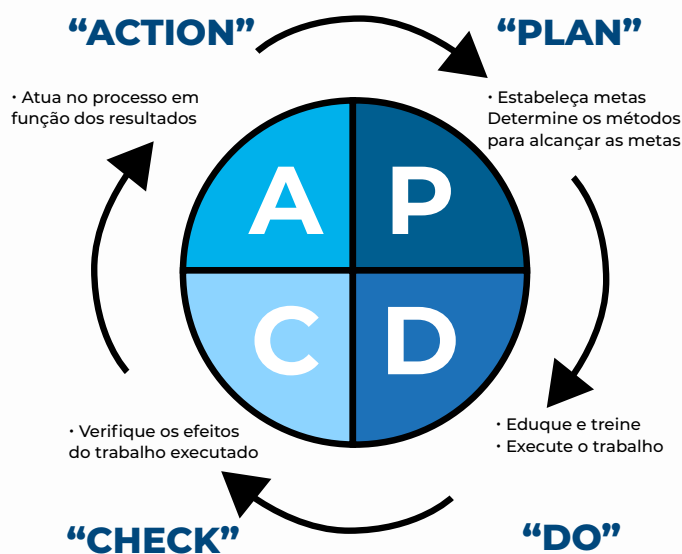 “ACTION”
“PLAN”
· Atua no processo em
função dos resultados
· Estabeleça metas
Determine os métodos
para alcançar as metas
A P
C D
· Verifique os efeitos
do trabalho executado
· Eduque e treine
· Execute o trabalho
“CHECK”
“DO”